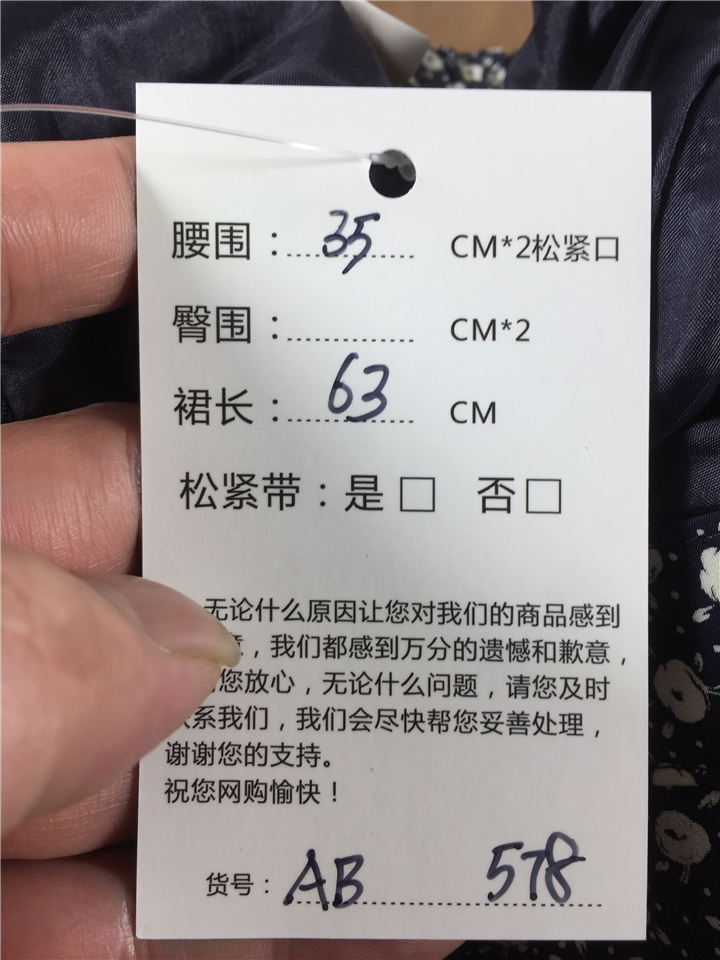 腰围：35 CM*2松紧口
臀围： CM*2
裙长：63 CM
松紧带：是□ 否□
无论什么原因让您对我们的商品感到
，我们都感到万分的遗憾和歉意，
您放心，无论什么问题，请您及时
系我们，我们会尽快帮您妥善处理，
谢谢您的支持。
祝您网购愉快！
货号：AB 578